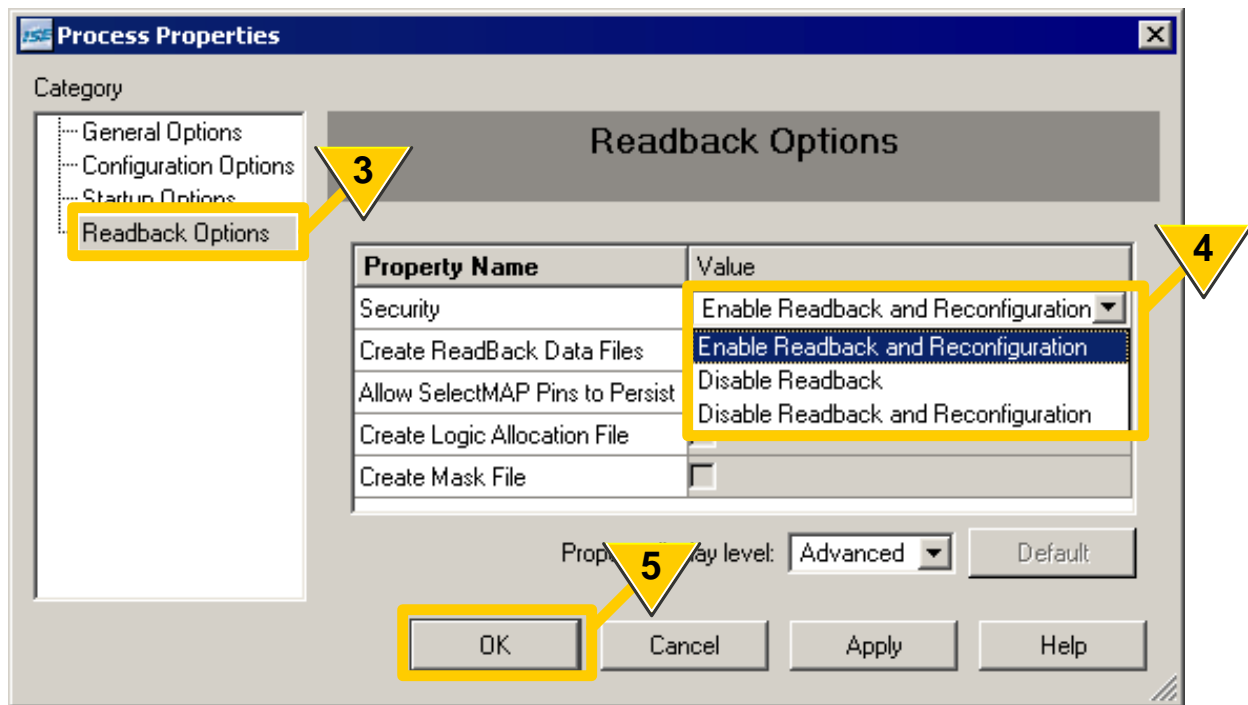 ISE Process Properties
Category
General Options
Configuration Options
Startup Options
Readback Options
3
Readback Options
4
Property Name Value
Security Enable Readback and Reconfiguration
Create ReadBack Data Files Enable Readback and Reconfiguration
Allow SelectMAP Pins to Persist Disable Readback
Disable Readback and Reconfiguration
Create Logic Allocation File
Create Mask File
level: Advanced Default
5
OK Cancel Apply Help